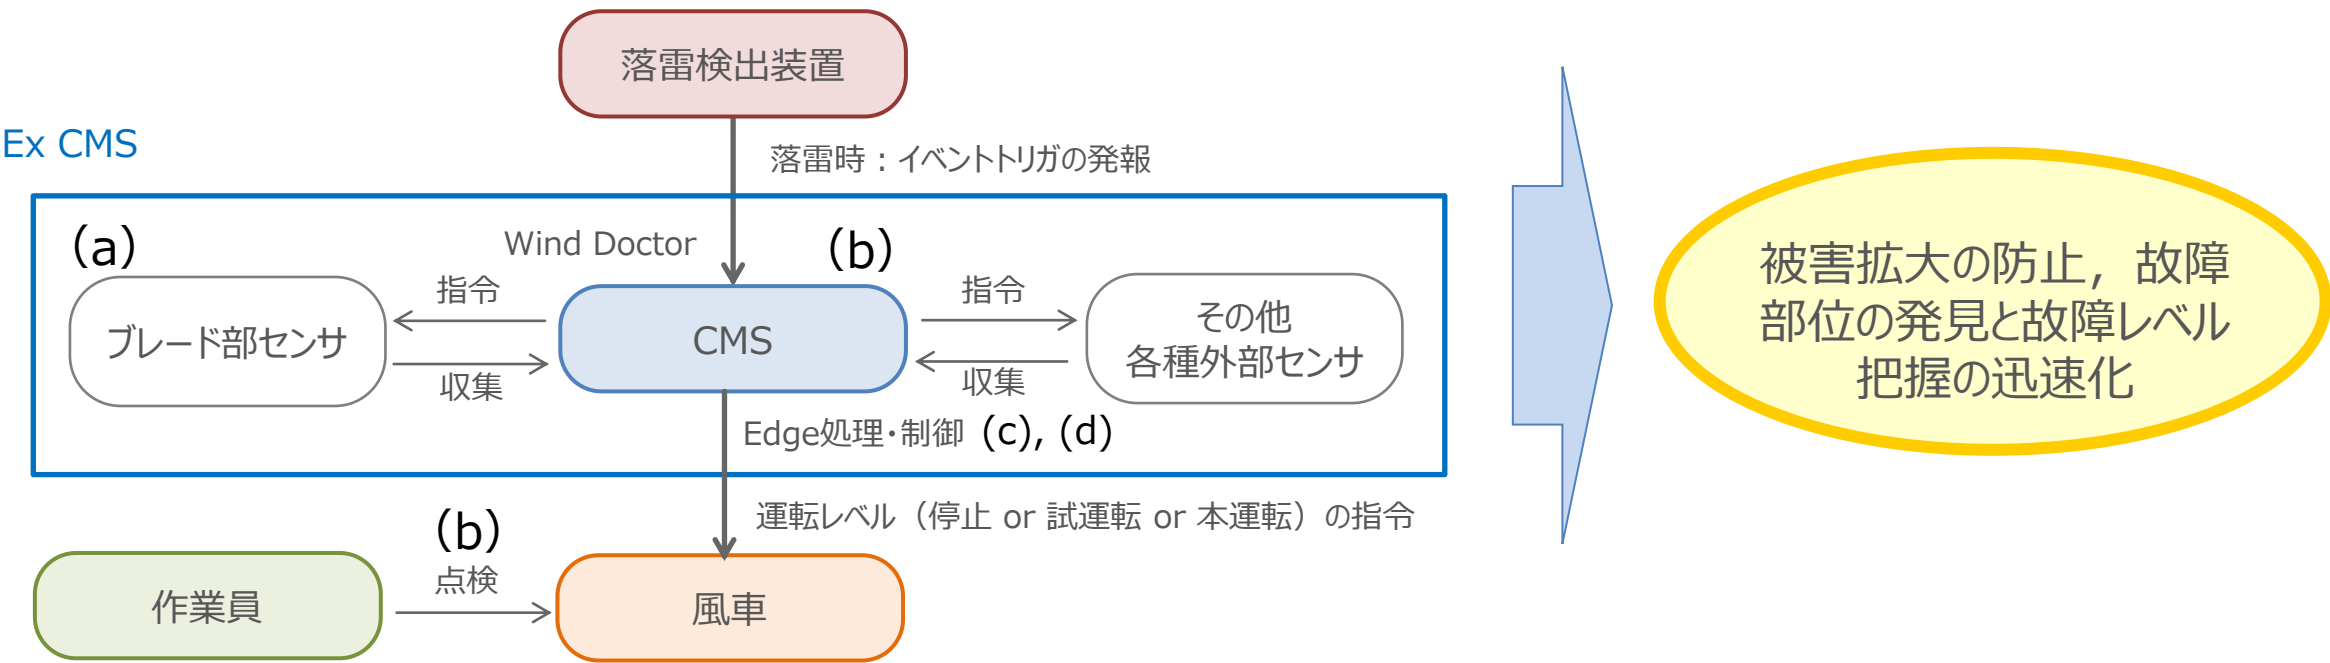 落雷検出装置
Ex CMS
落雷時：イベントトリガの発報
(a)
Wind Doctor
(b)
指令
指令
ブレード部センサ
CMS
その他
各種外部センサ
収集
収集
Edge処理・制御 (c), (d)
運転レベル（停止 or 試運転 or 本運転）の指令
(b)
点検
作業員
風車
被害拡大の防止，故障
部位の発見と故障レベル
把握の迅速化